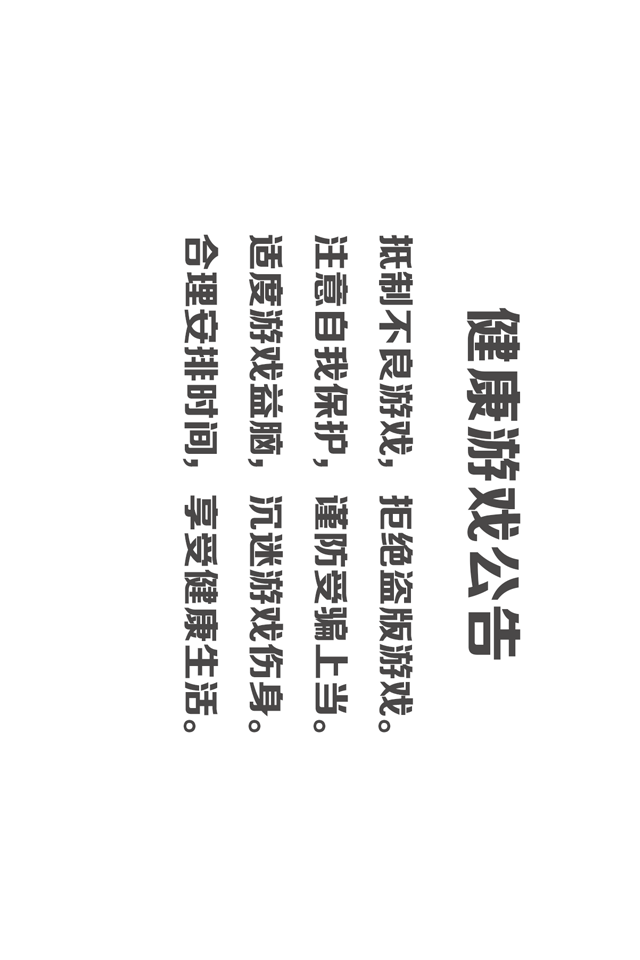 健康游戏公告
抵制不良游戏，拒绝盗版游戏。
注意自我保护，谨防受骗上当。
适度游戏益脑，沉迷游戏伤身。
合理安排时间，享受健康生活。